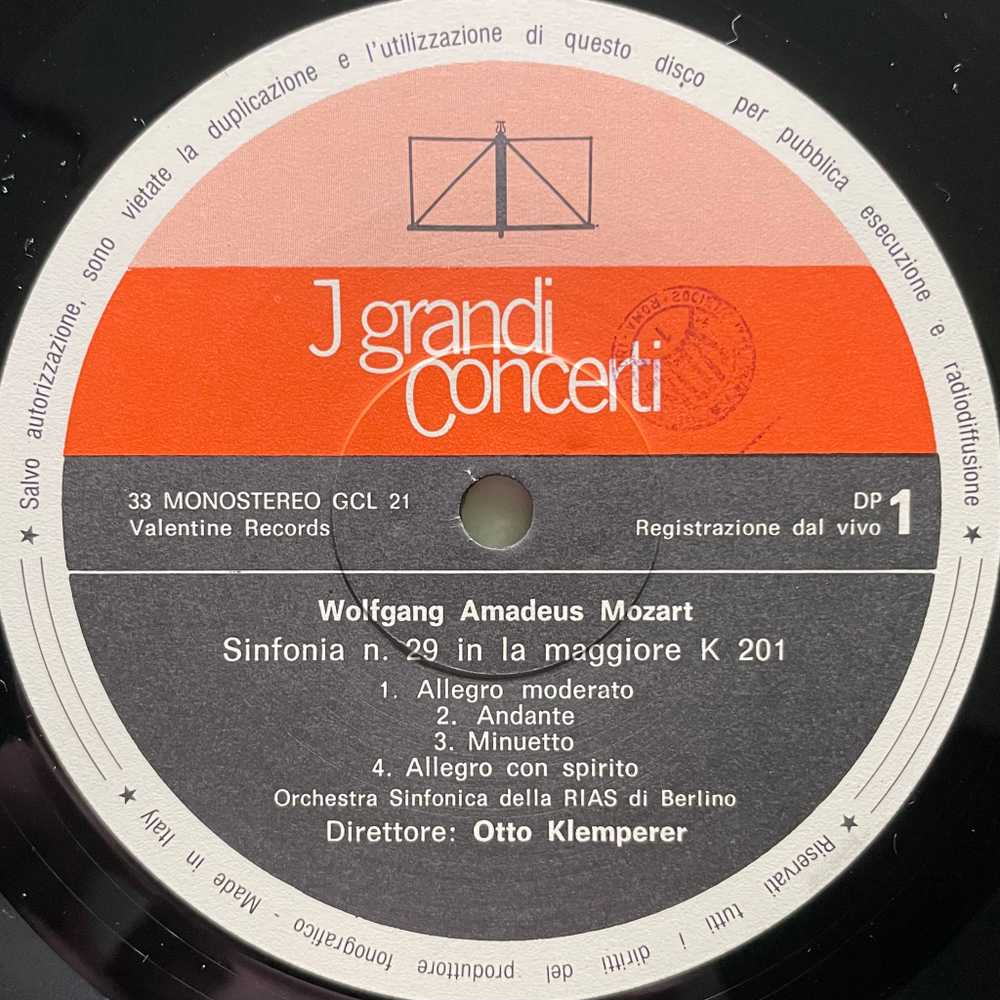 ★ Salvo autorizzazione, sono vietate la duplicazione e l'utilizzazione di questo disco per pubblica esecuzione e radiodiffusione ★
J grandi
concerti
33 MONOSTEREO GCL 21
Valentine Records
DP 1
Registrazione dal vivo
Wolfgang Amadeus Mozart
Sinfonia n. 29 in la maggiore K 201
1. Allegro moderato
2. Andante
3. Minuetto
4. Allegro con spirito
Orchestra Sinfonica della RIAS di Berlino
Direttore: Otto Klemperer
★ Riservati tutti i diritti del produttore fonografico - Made in Italy ★